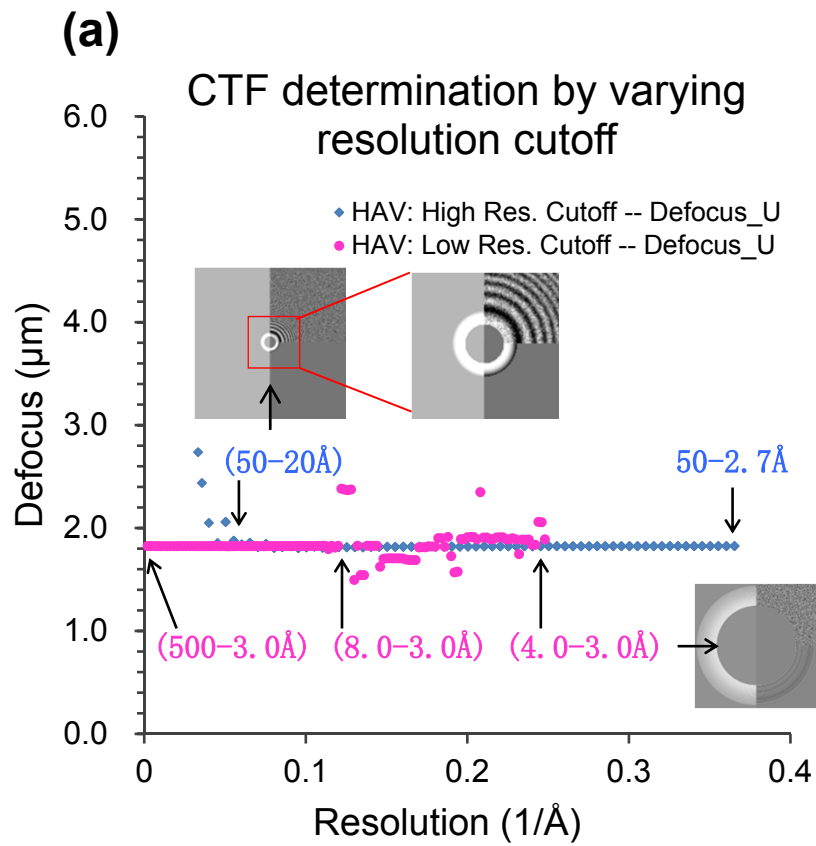 (a)
CTF determination by varying
resolution cutoff
HAV: High Res. Cutoff -- Defocus_U
HAV: Low Res. Cutoff -- Defocus_U
6.0
5.0
4.0
3.0
2.0
1.0
0.0
Defocus (µm)
(50-20Å)
50-2.7Å
(500-3.0Å)
(8.0-3.0Å)
(4.0-3.0Å)
0
0.1
0.2
0.3
0.4
Resolution (1/Å)